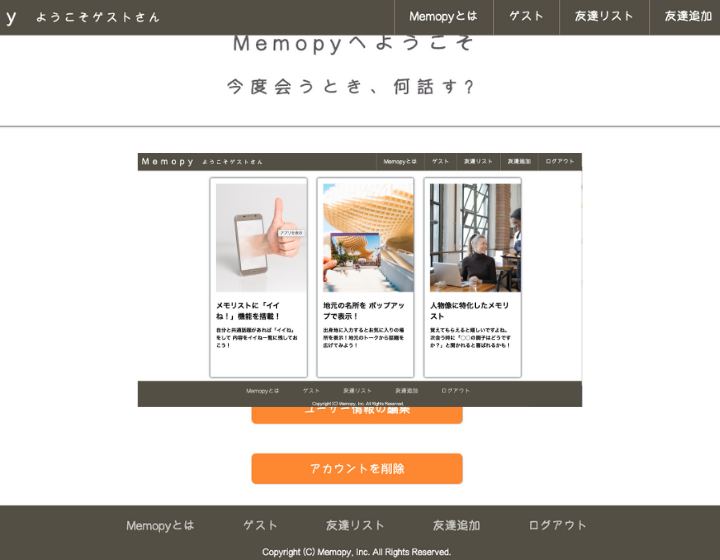 y ようこそゲストさん Memopyとは ゲスト 友達リスト 友達追加
Memopyへようこそ
今度会うとき、何話す?
Memopy ようこそゲストさん Memopyとは ゲスト 友達リスト 友達追加 ログアウト
アプリを表示
メモリストに「イイ
ね!」機能を搭載!
自分と共通話題があれば「イイね」
をして 内容をイイね一覧に残してお
こう!
地元の名所を ポップアッ
プで表示!
出身地に入力するとお気に入りの場
所を表示!地元のトークから話題を
広げてみよう!
人物像に特化したメモリ
スト
覚えてもらえると嬉しいですよね。
次会う時に「○○の調子はどうです
か?」と聞かれると喜ばれるかも!
Memopyとは ゲスト 友達リスト 友達追加 ログアウト
Copyright (C) Memopy, Inc. All Rights Reserved.
ユーザー情報の編集
アカウントを削除
Memopyとは ゲスト 友達リスト 友達追加 ログアウト
Copyright (C) Memopy, Inc. All Rights Reserved.